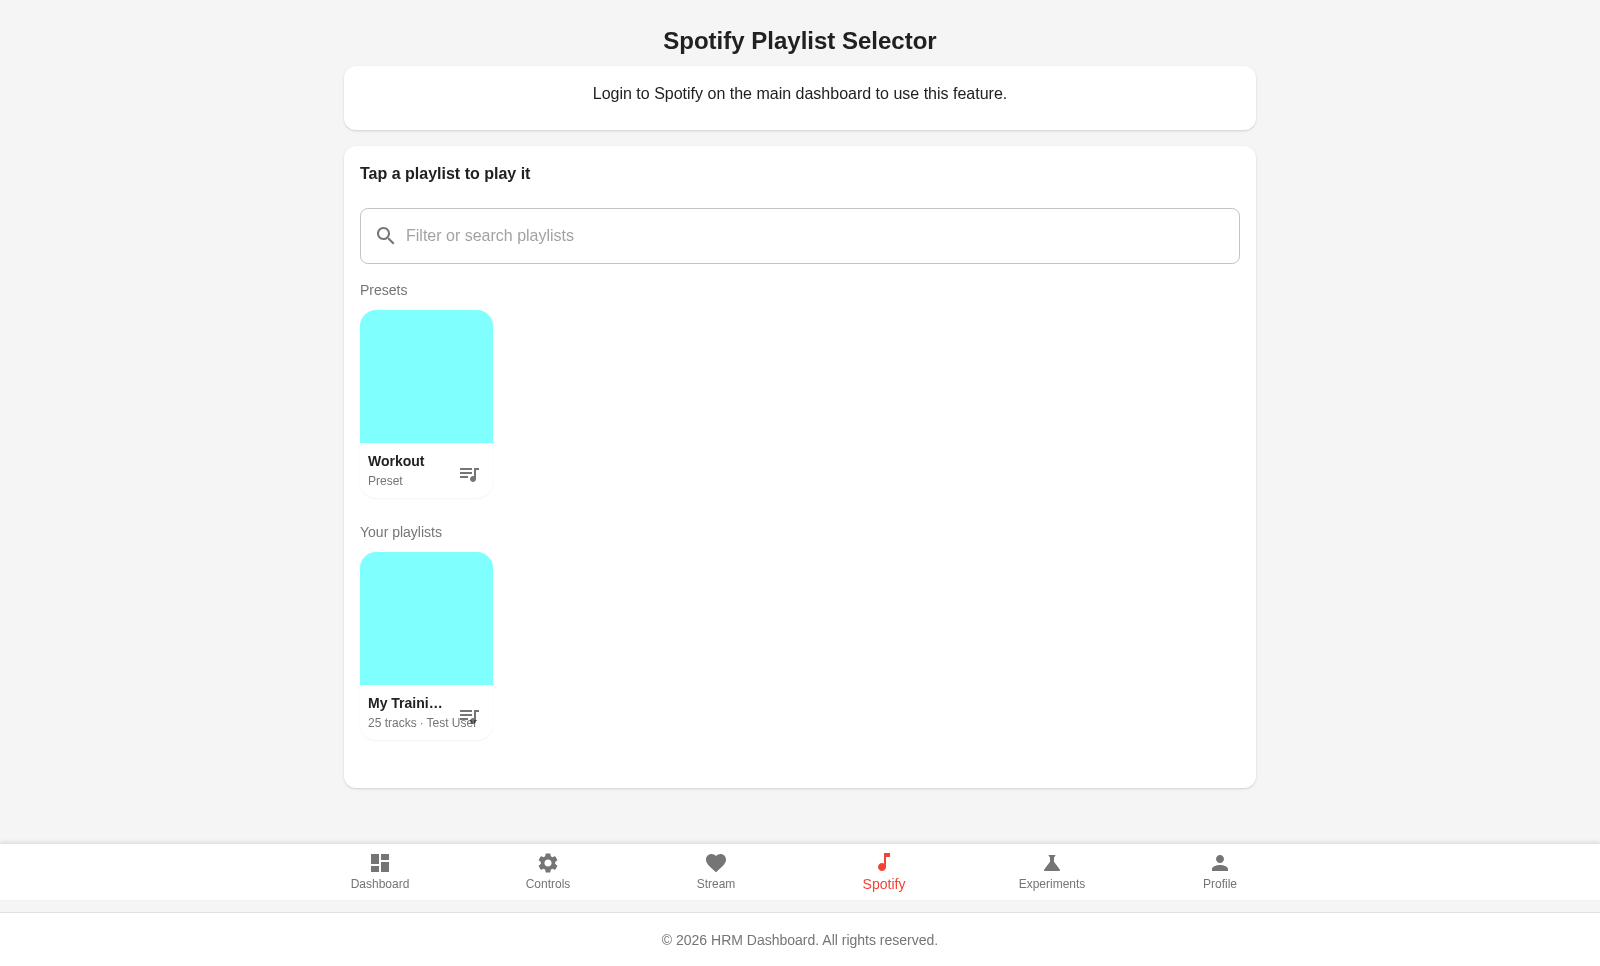 Spotify Playlist Selector
Login to Spotify on the main dashboard to use this feature.
Tap a playlist to play it
Filter or search playlists
Presets
Workout
Preset
Your playlists
My Traini…
25 tracks · Test User
Dashboard
Controls
Stream
Spotify
Experiments
Profile
© 2026 HRM Dashboard. All rights reserved.